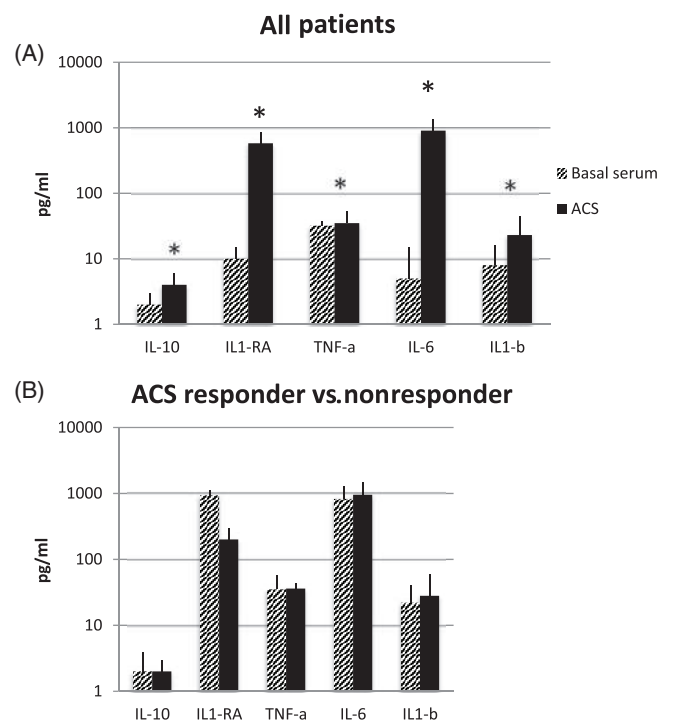 All patients
(A)
10000
1000
100
10
1
pg/ml
*
*
*
*
*
Basal serum
ACS
IL-10 IL1-RA TNF-a IL-6 IL1-b
(B)
ACS responder vs.nonresponder
10000
1000
100
10
1
pg/ml
IL-10 IL1-RA TNF-a IL-6 IL1-b